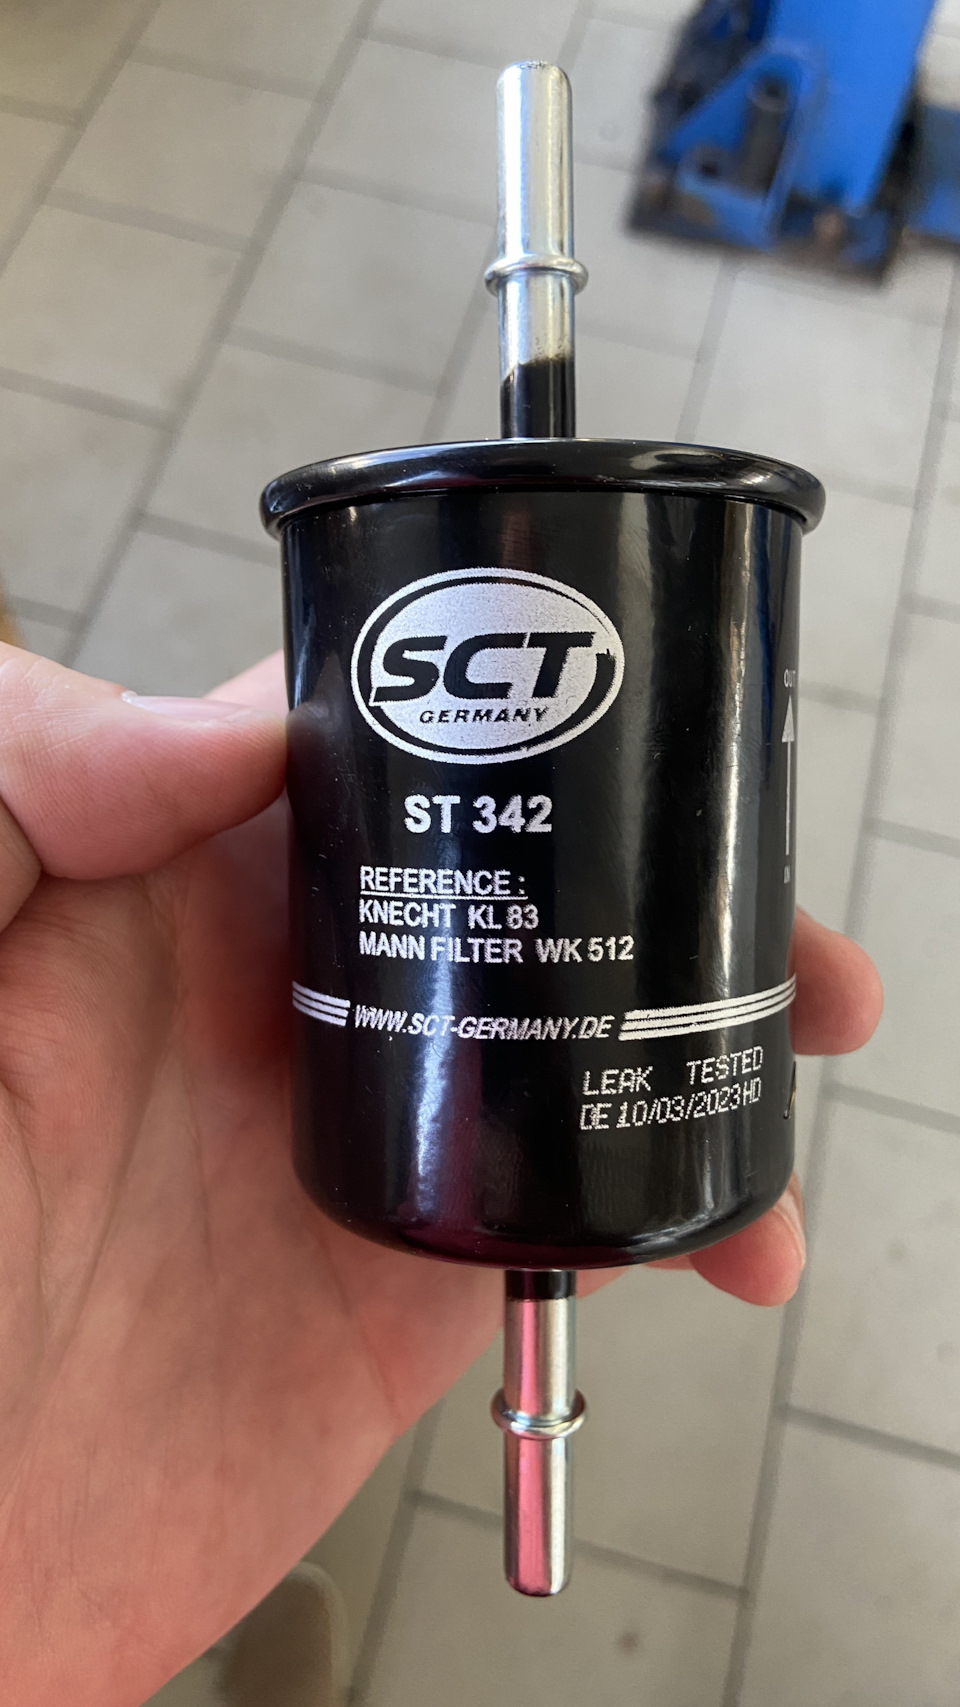 SCT
GERMANY
ST 342
REFERENCE :
KNECHT KL 83
MANN FILTER WK 512
WWW.SCT-GERMANY.DE
LEAK TESTED
DE 10/03/2023 HD
OUT
IN